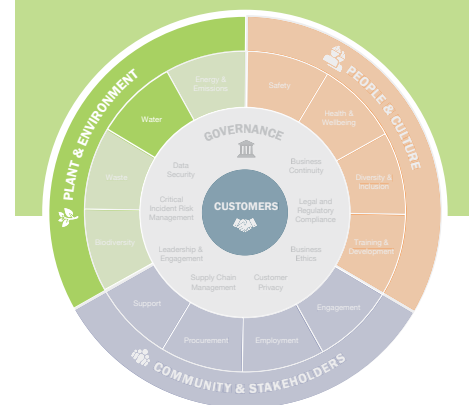 PLANT & ENVIRONMENT
Energy &
Emissions
Water
Waste
Biodiversity
PEOPLE & CULTURE
Safety
Health &
Wellbeing
Diversity &
Inclusion
Training &
Development
GOVERNANCE
Data
Security
Business
Continuity
Critical
Incident Risk
Management
Legal and
Regulatory
Compliance
Leadership &
Engagement
Business
Ethics
Supply Chain
Management
Customer
Privacy
CUSTOMERS
Support
Procurement
Employment
Engagement
COMMUNITY & STAKEHOLDERS